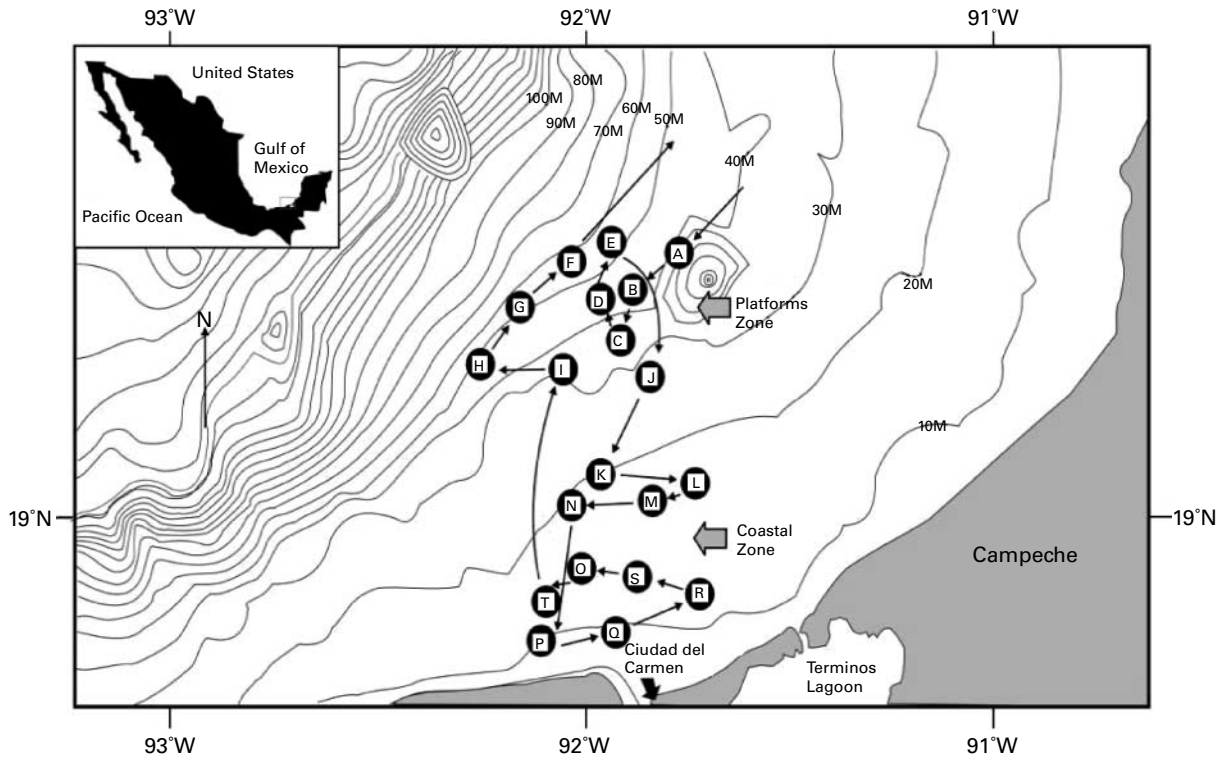 93°W
92°W
91°W
United States
Gulf of
Mexico
Pacific Ocean
80M
100M
90M
60M
70M
50M
40M
30M
20M
10M
E
A
F
B
D
G
Platforms
Zone
N
C
H
I
J
K
L
M
N
19°N
19°N
Coastal
Zone
Campeche
O
S
R
T
P
Q
Ciudad del
Carmen
Terminos
Lagoon
93°W
92°W
91°W